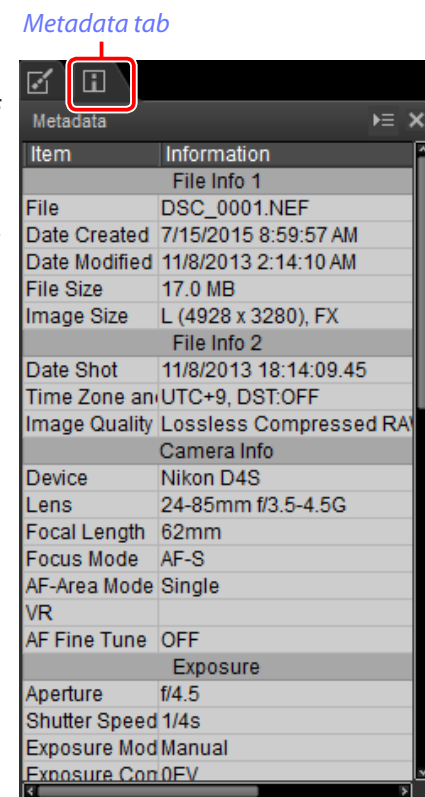 Metadata tab
Metadata
Item Information
File Info 1
File DSC_0001.NEF
Date Created 7/15/2015 8:59:57 AM
Date Modified 11/8/2013 2:14:10 AM
File Size 17.0 MB
Image Size L (4928 x 3280), FX
File Info 2
Date Shot 11/8/2013 18:14:09.45
Time Zone an UTC+9, DST:OFF
Image Quality Lossless Compressed RAW
Camera Info
Device Nikon D4S
Lens 24-85mm f/3.5-4.5G
Focal Length 62mm
Focus Mode AF-S
AF-Area Mode Single
VR
AF Fine Tune OFF
Exposure
Aperture f/4.5
Shutter Speed 1/4s
Exposure Mod Manual
Exposure Com 0EV